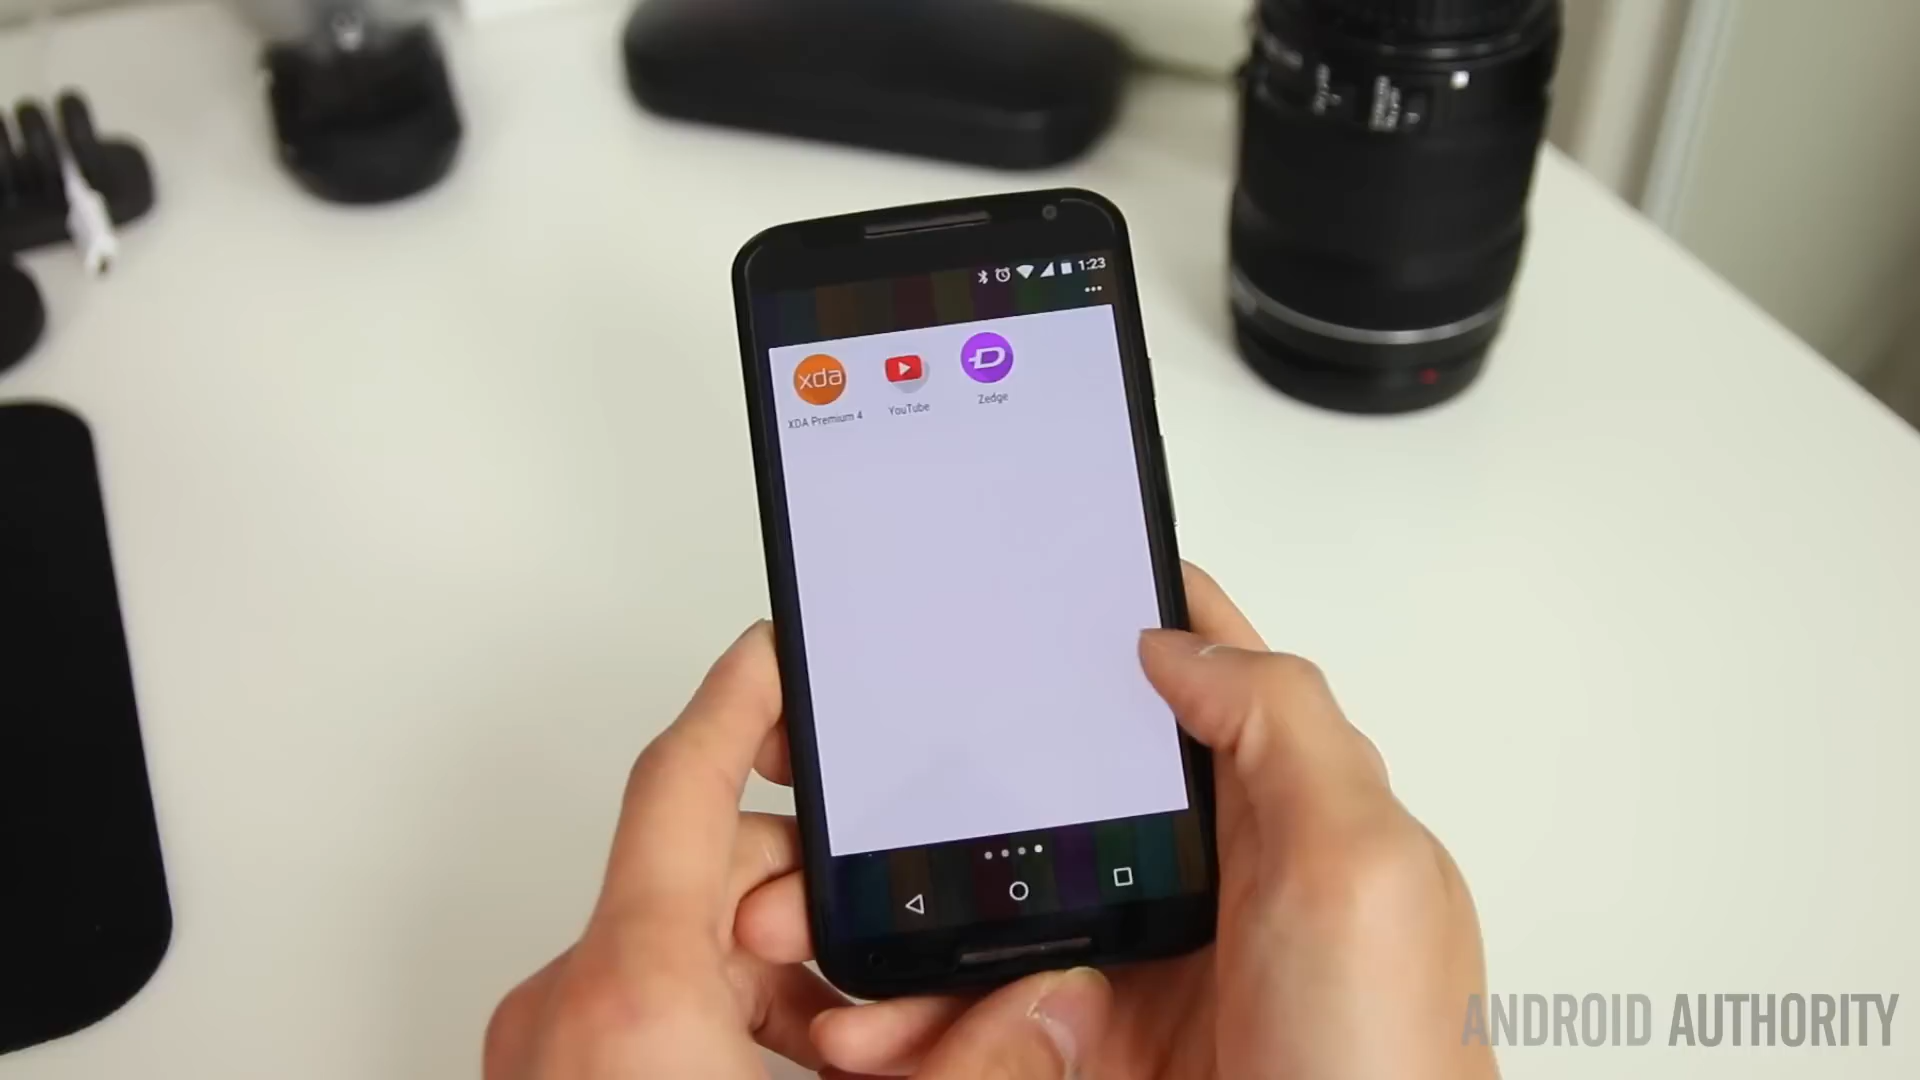 1:23
xda
XDA Premium 4
YouTube
Zedge
ANDROID AUTHORITY